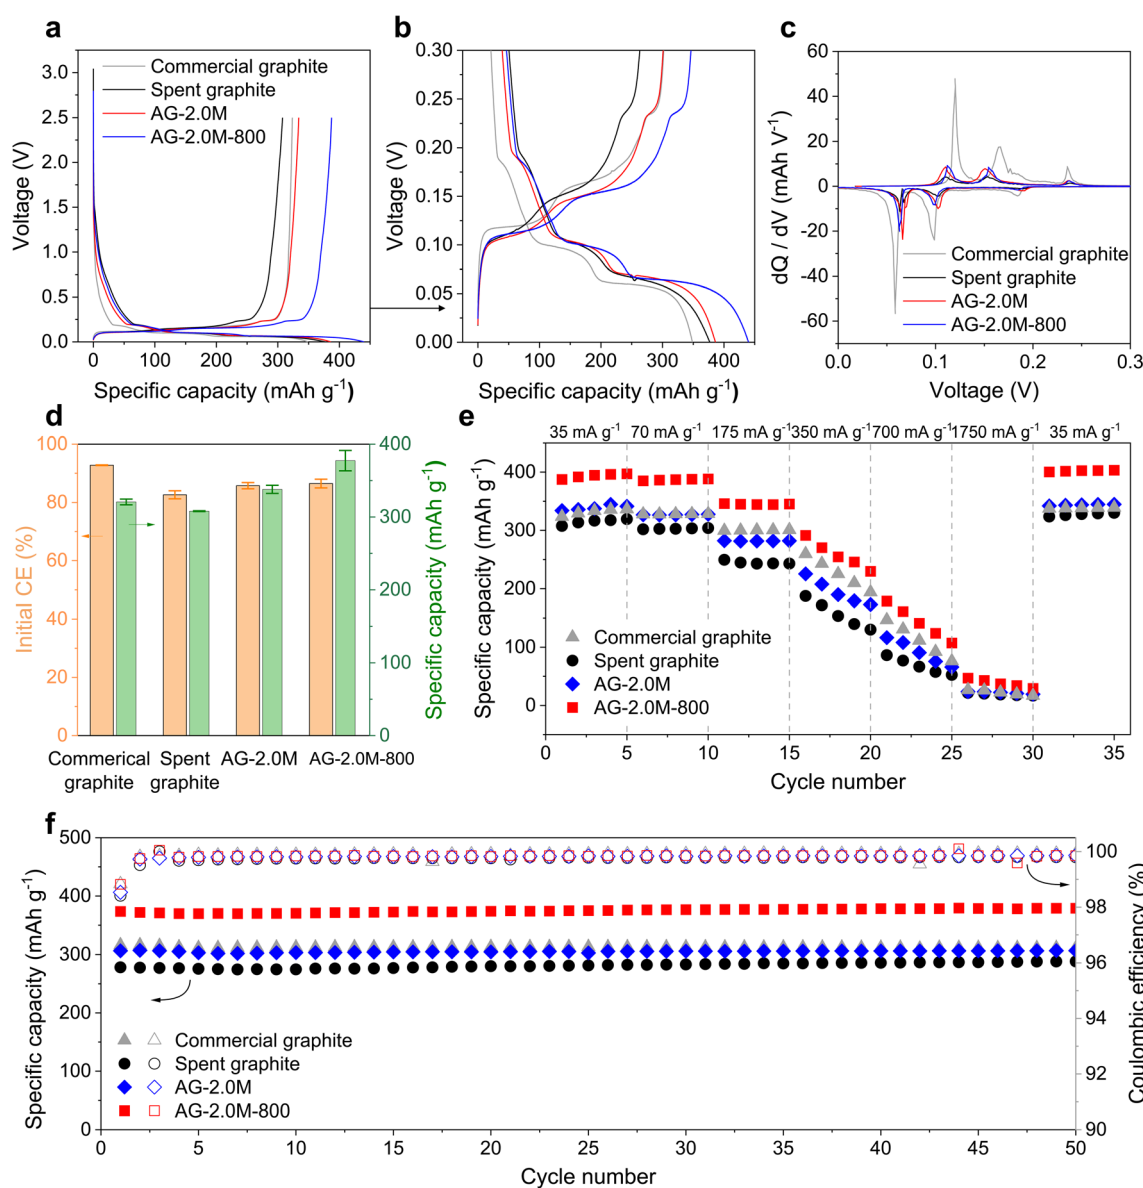 a
3.0
2.5
2.0
1.5
1.0
0.5
0.0
Voltage (V)
Commercial graphite
Spent graphite
AG-2.0M
AG-2.0M-800
0 100 200 300 400
Specific capacity (mAh g-1)
b
0.30
0.20
0.15
0.10
0.05
0.00
Voltage (V)
0 100 200 300 400
Specific capacity (mAh g-1)
c
60
40
20
0
-20
-40
-60
dQ / dV (mAh V-1)
Commercial graphite
Spent graphite
AG-2.0M
AG-2.0M-800
0.0 0.1 0.2 0.3
Voltage (V)
d
100
80
60
40
20
0
Initial CE (%)
400
300
200
100
0
Specific capacity (mAh g-1)
Commerical graphite
Spent graphite
AG-2.0M
AG-2.0M-800
e
35 mA g-1
70 mA g-1
175 mA g-1
350 mA g-1
700 mA g-1
1750 mA g-1
35 mA g-1
400
300
200
100
0
Specific capacity (mAh g-1)
Commercial graphite
Spent graphite
AG-2.0M
AG-2.0M-800
0 5 10 15 20 25 30 35
Cycle number
f
500
400
300
200
300
100
0
Specific capacity (mAh g-1)
Commercial graphite
Spent graphite
AG-2.0M
AG-2.0M-800
100
98
96
94
92
90
Coulombic efficiency (%)
0 5 10 15 20 25 30 35 40 45 50
Cycle number